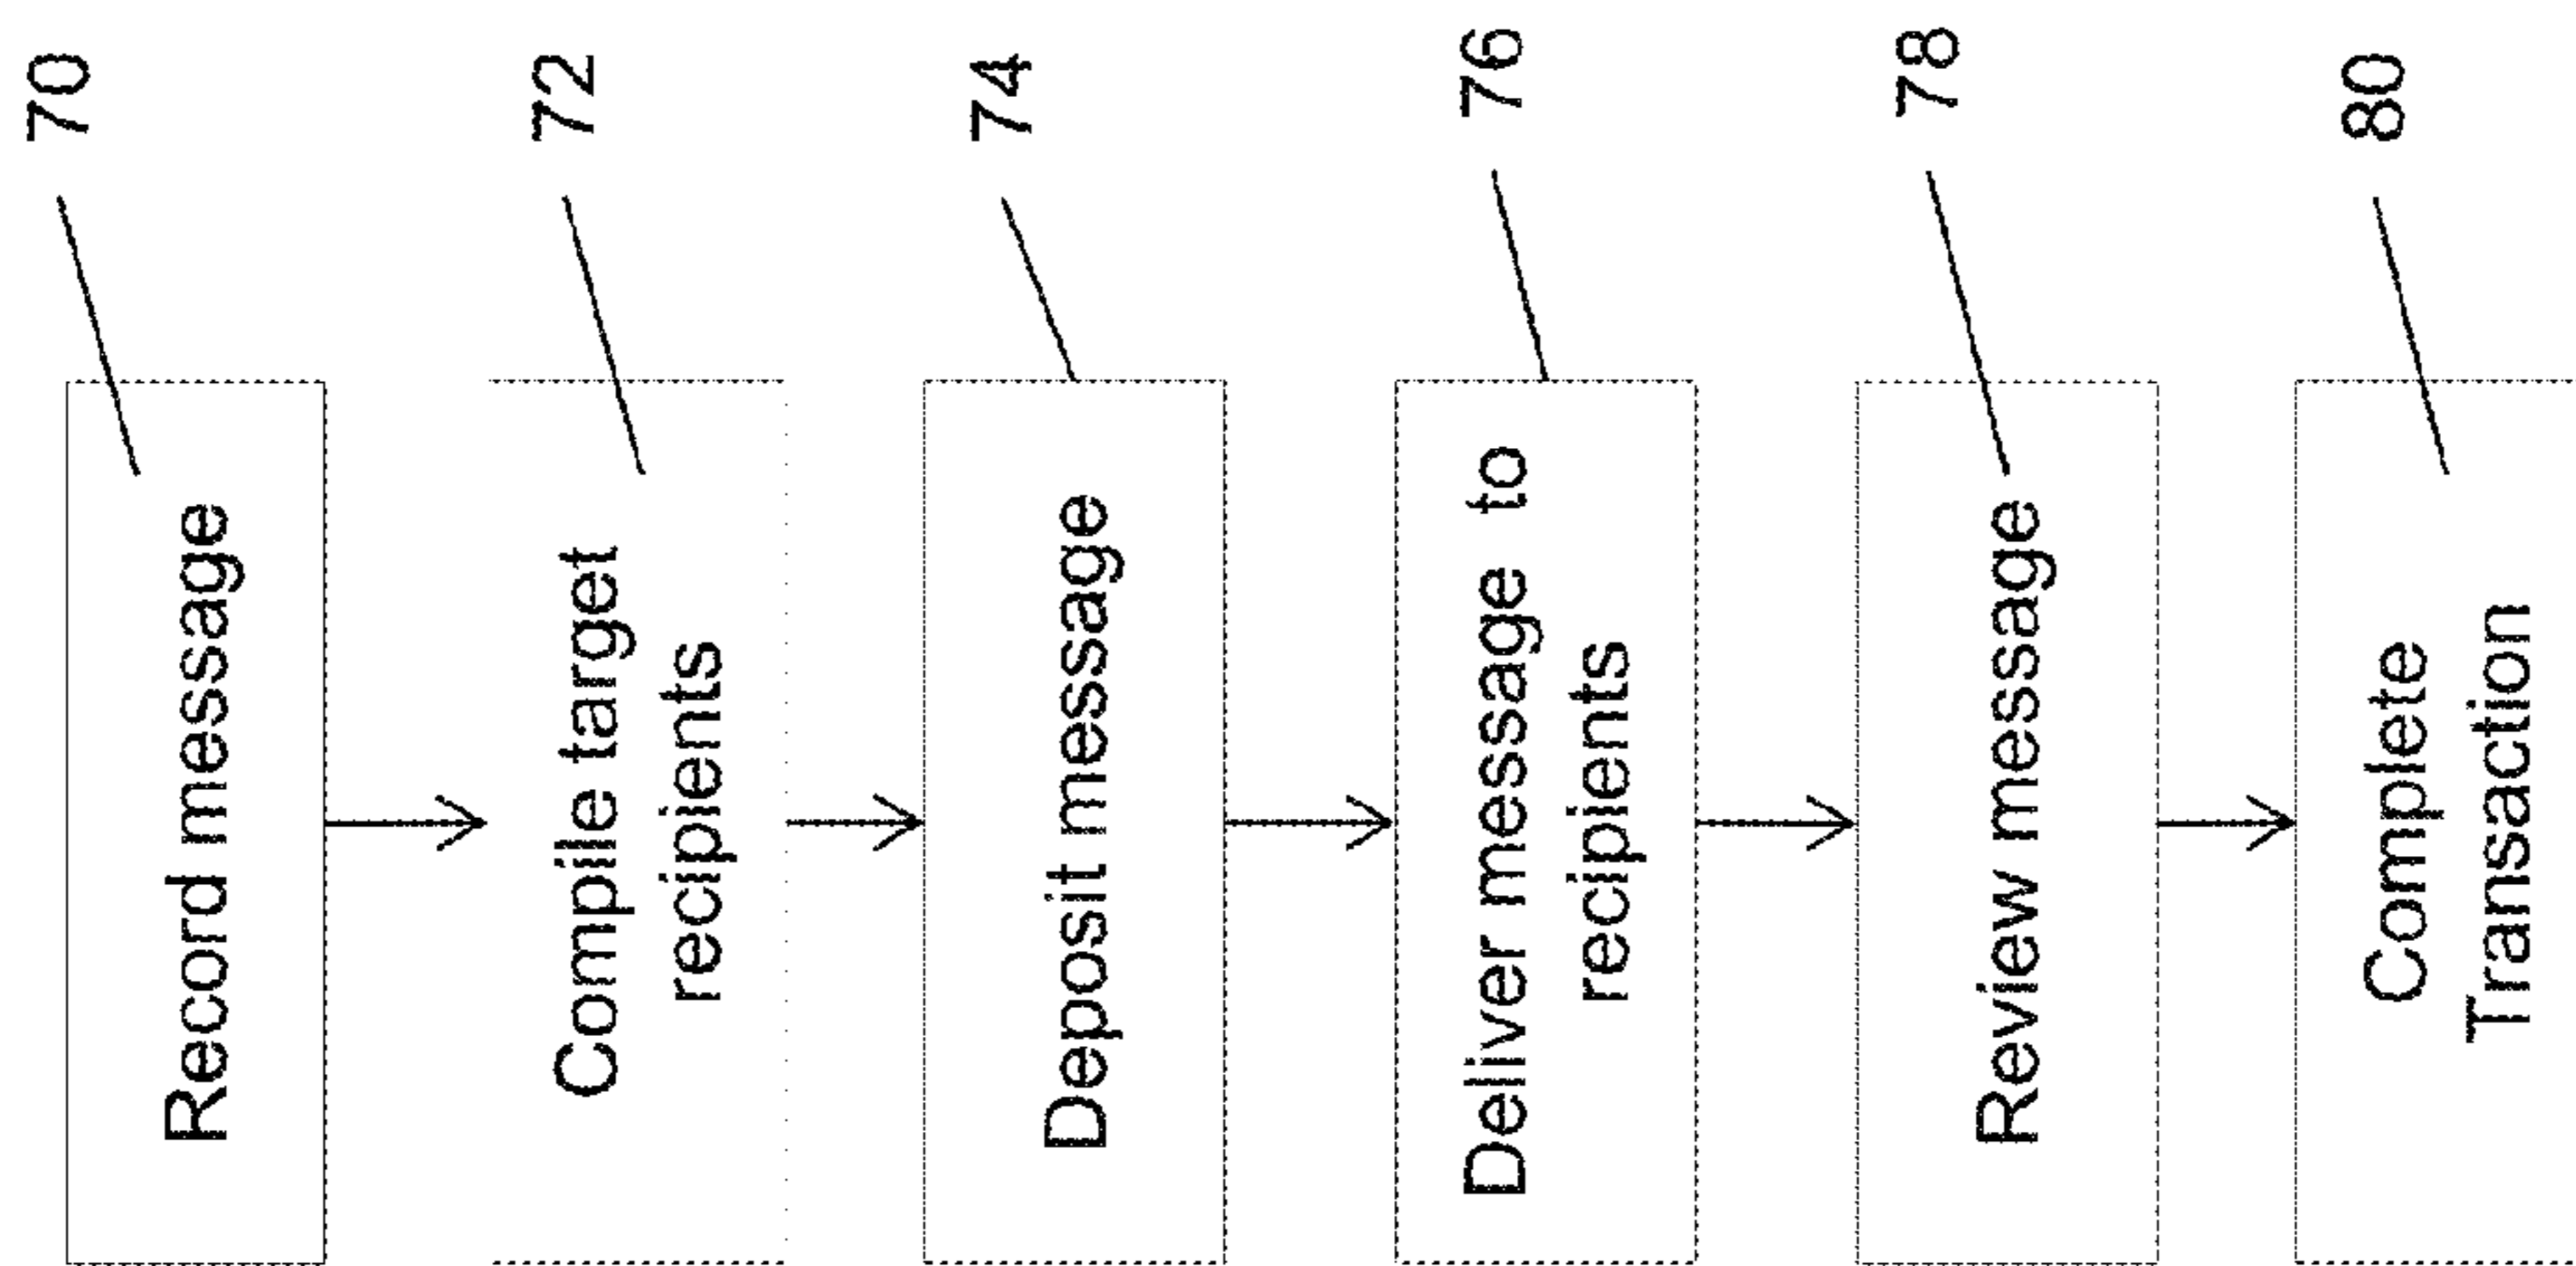 Record message
70
Compile target
recipients
72
Deposit message
74
Deliver message to
recipients
76
Review message
78
Complete
Transaction
80